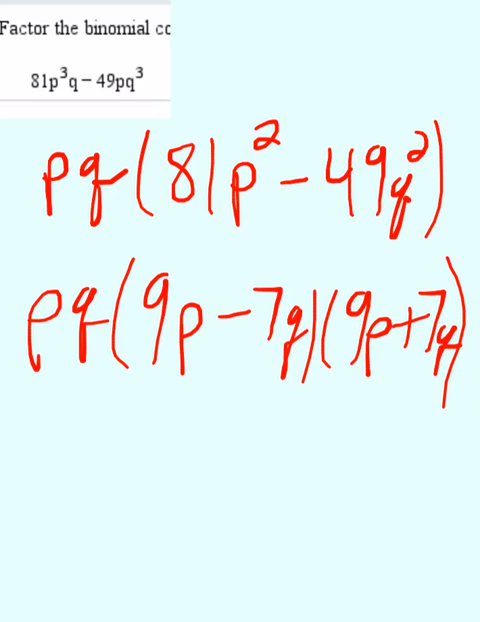 Factor the binomial co
81p³q – 49pq³
pq(81p² – 49q²)
pq(9p – 7q)(9p+7q)